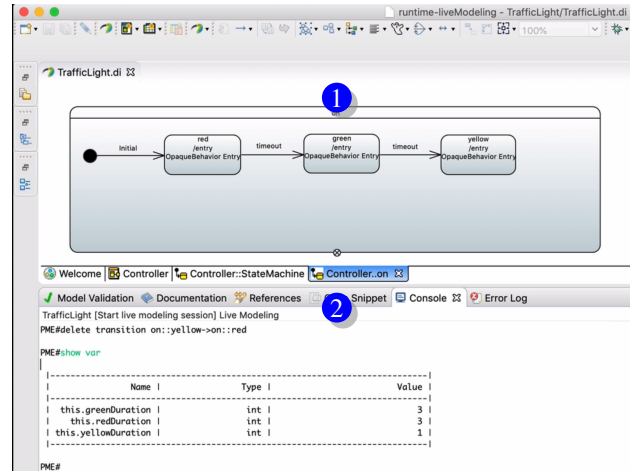 runtime-liveModeling - TrafficLight/TrafficLight.di
100%
TrafficLight.di
1
Initial
red
/entry
OpaqueBehavior Entry
timeout
green
/entry
OpaqueBehavior Entry
timeout
yellow
/entry
OpaqueBehavior Entry
Welcome Controller Controller::StateMachine Controller..on
Model Validation Documentation References Snippet Console Error Log
2
TrafficLight [Start live modeling session] Live Modeling
PME#delete transition on::yellow->on::red
PME#show var
|--------------------------------------------------------|
| Name | Type | Value |
|--------------------------------------------------------|
| this.greenDuration | int | 3 |
| this.redDuration | int | 3 |
| this.yellowDuration | int | 1 |
|--------------------------------------------------------|
PME#